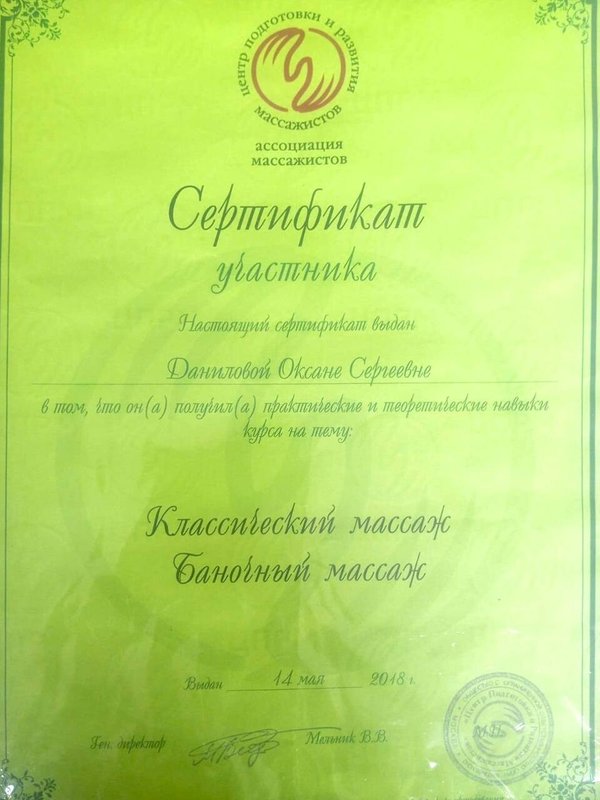 центр подготовки и развития
массажистов
ассоциация
массажистов
Сертификат
участника
Настоящий сертификат выдан
Даниловой Оксане Сергеевне
в том, что он(а) получил(а) практические и теоретические навыки
курса на тему:
Классический массаж
Баночный массаж
Выдан 14 мая 2018 г.
Ген. директор Мельник В.В.
М.П.